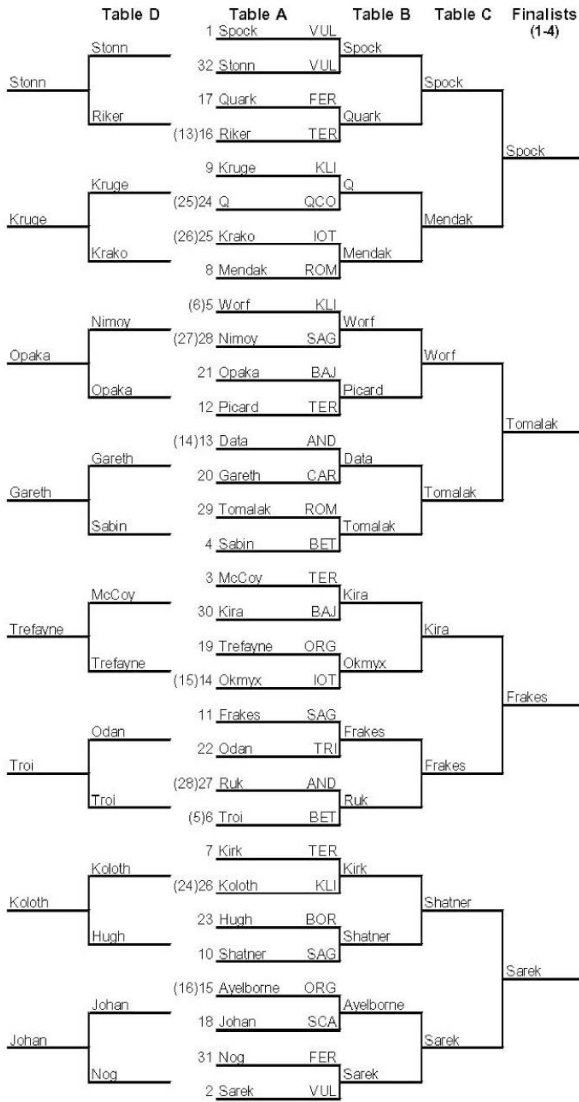 Table D Table A Table B Table C Finalists
(1-4)
1 Spock VUL
Stonn Spock
32 Stonn VUL
Stonn Spock
17 Quark FER
Riker Quark
(13)16 Riker TER
Spock
9 Kruge KLI
Kruge Q
(25)24 Q QCO
Kruge Mendak
(26)25 Krako IOT
Krako Mendak
8 Mendak ROM
(6)5 Worf KLI
Nimoy Worf
(27)28 Nimoy SAG
Opaka Worf
21 Opaka BAJ
Opaka Picard
12 Picard TER
Tomalak
(14)13 Data AND
Gareth Data
20 Gareth CAR
Gareth Tomalak
29 Tomalak ROM
Sabin Tomalak
4 Sabin BET
3 McCoy TER
McCoy Kira
30 Kira BAJ
Trefayne Kira
19 Trefayne ORG
Trefayne Okmyx
(15)14 Okmyx IOT
Frakes
11 Frakes SAG
Odan Frakes
22 Odan TRI
Troi Frakes
(28)27 Ruk AND
Troi Ruk
(5)6 Troi BET
7 Kirk TER
Koloth Kirk
(24)26 Koloth KLI
Koloth Shatner
23 Hugh BOR
Hugh Shatner
10 Shatner SAG
Sarek
(16)15 Ayelborne ORG
Johan Ayelborne
18 Johan SCA
Johan Sarek
31 Nog FER
Nog Sarek
2 Sarek VUL